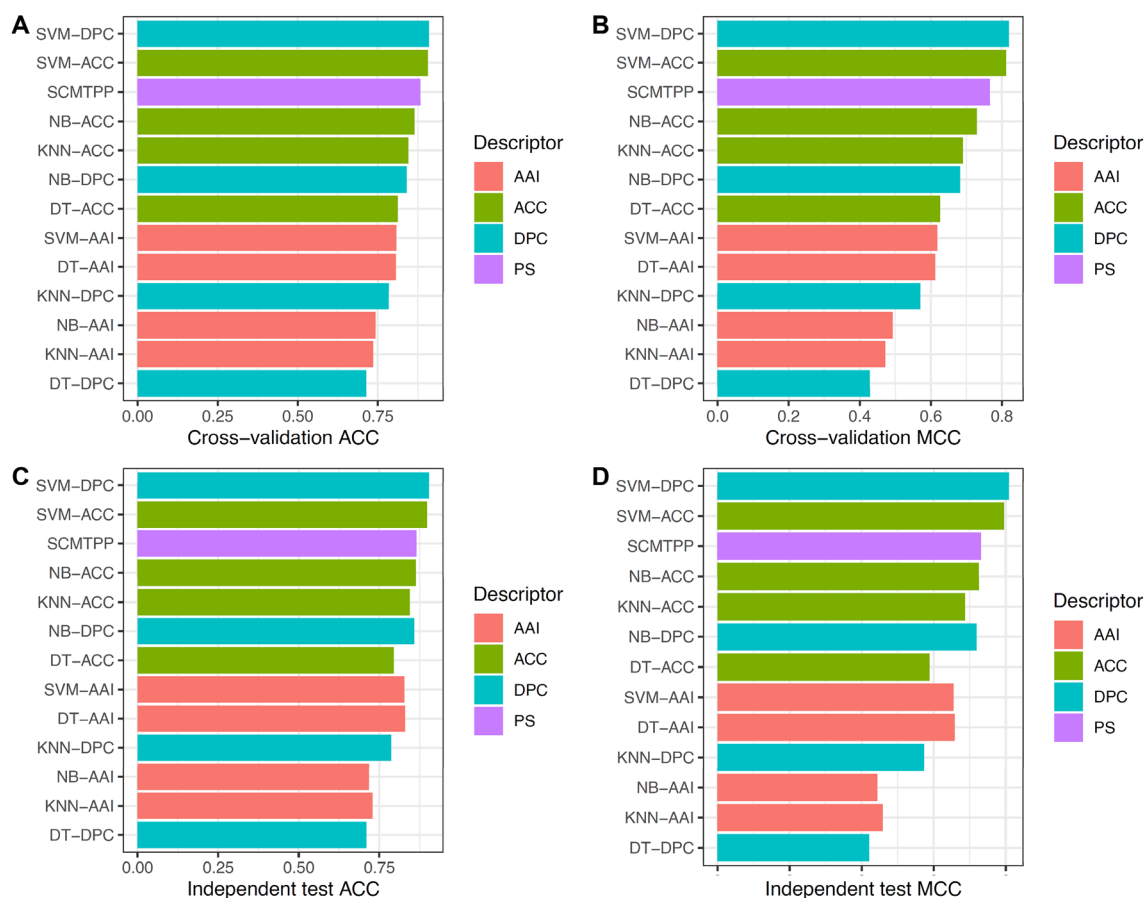 A
SVM−DPC
SVM−ACC
SCMTPP
NB−ACC
KNN−ACC
NB−DPC
DT−ACC
SVM−AAI
DT−AAI
KNN−DPC
NB−AAI
KNN−AAI
DT−DPC
0.00
0.25
0.50
0.75
Cross−validation ACC
Descriptor
AAI
ACC
DPC
PS
B
SVM−DPC
SVM−ACC
SCMTPP
NB−ACC
KNN−ACC
NB−DPC
DT−ACC
SVM−AAI
DT−AAI
KNN−DPC
NB−AAI
KNN−AAI
DT−DPC
0.0
0.2
0.4
0.6
0.8
Cross−validation MCC
Descriptor
AAI
ACC
DPC
PS
C
SVM−DPC
SVM−ACC
SCMTPP
NB−ACC
KNN−ACC
NB−DPC
DT−ACC
SVM−AAI
DT−AAI
KNN−DPC
NB−AAI
KNN−AAI
DT−DPC
0.00
0.25
0.50
0.75
Independent test ACC
Descriptor
AAI
ACC
DPC
PS
D
SVM−DPC
SVM−ACC
SCMTPP
NB−ACC
KNN−ACC
NB−DPC
DT−ACC
SVM−AAI
DT−AAI
KNN−DPC
NB−AAI
KNN−AAI
DT−DPC
Independent test MCC
Descriptor
AAI
ACC
DPC
PS